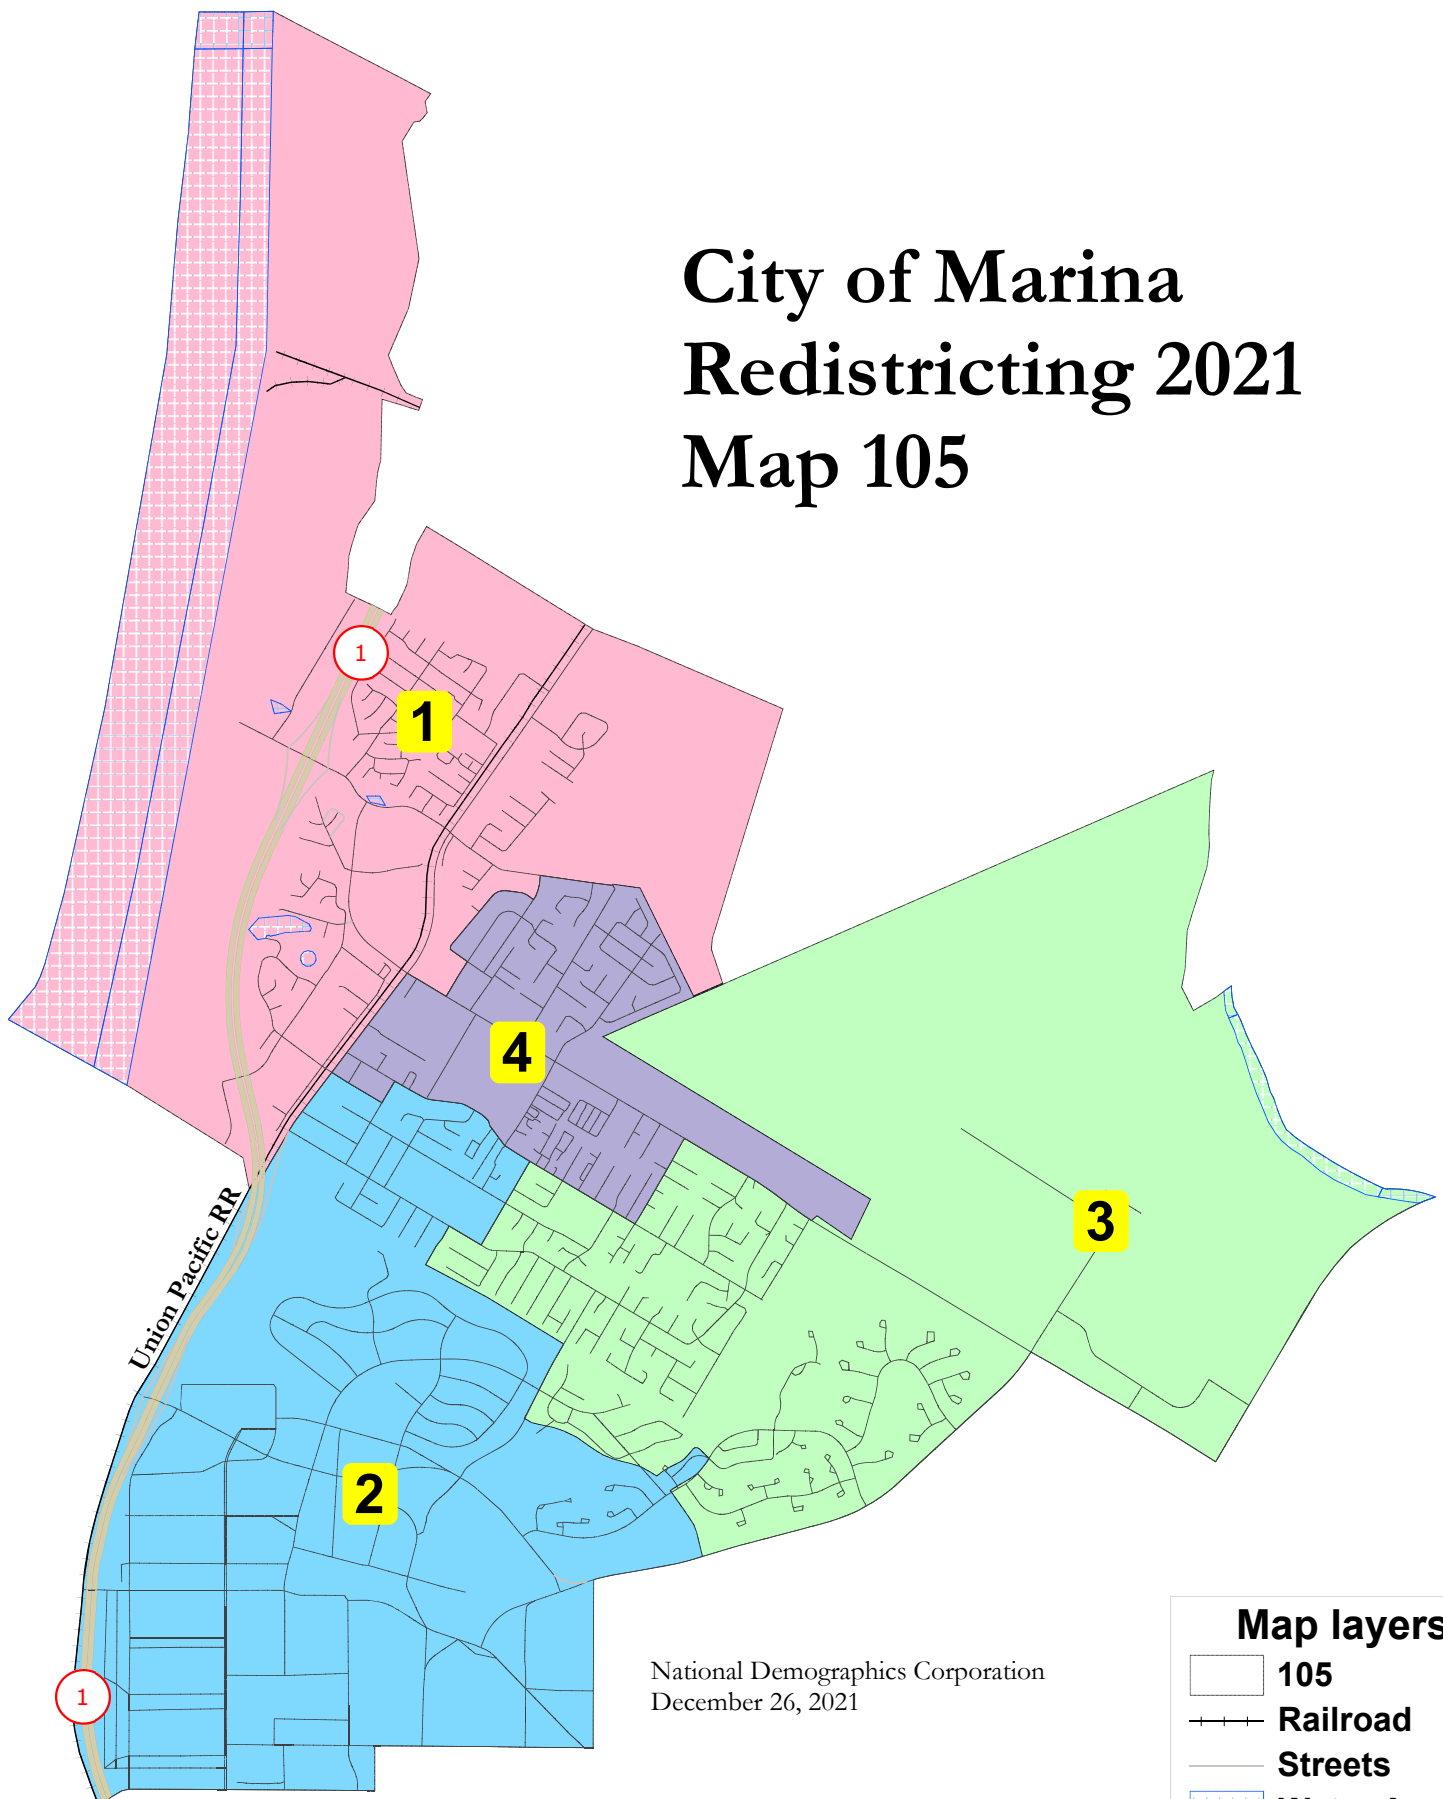 City of Marina
Redistricting 2021
Map 105
1
1
4
3
Union Pacific RR
2
1
National Demographics Corporation
December 26, 2021
Map layers
105
Railroad
Streets